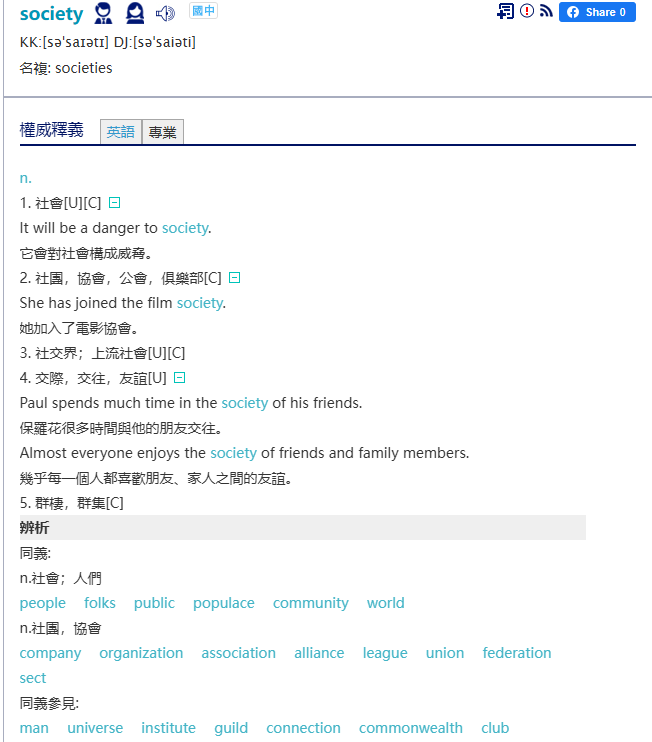 society 國中 Share 0
KK:[sə'saɪətɪ] DJ:[sə'saiəti]
名複: societies
權威釋義 英語 專業
n.
1. 社會[U][C]
It will be a danger to society.
它會對社會構成威脅。
2. 社團，協會，公會，俱樂部[C]
She has joined the film society.
她加入了電影協會。
3. 社交界；上流社會[U][C]
4. 交際，交往，友誼[U]
Paul spends much time in the society of his friends.
保羅花很多時間與他的朋友交往。
Almost everyone enjoys the society of friends and family members.
幾乎每一個人都喜歡朋友、家人之間的友誼。
5. 群棲，群集[C]
辨析
同義:
n.社會；人們
people folks public populace community world
n.社團，協會
company organization association alliance league union federation
sect
同義參見:
man universe institute guild connection commonwealth club